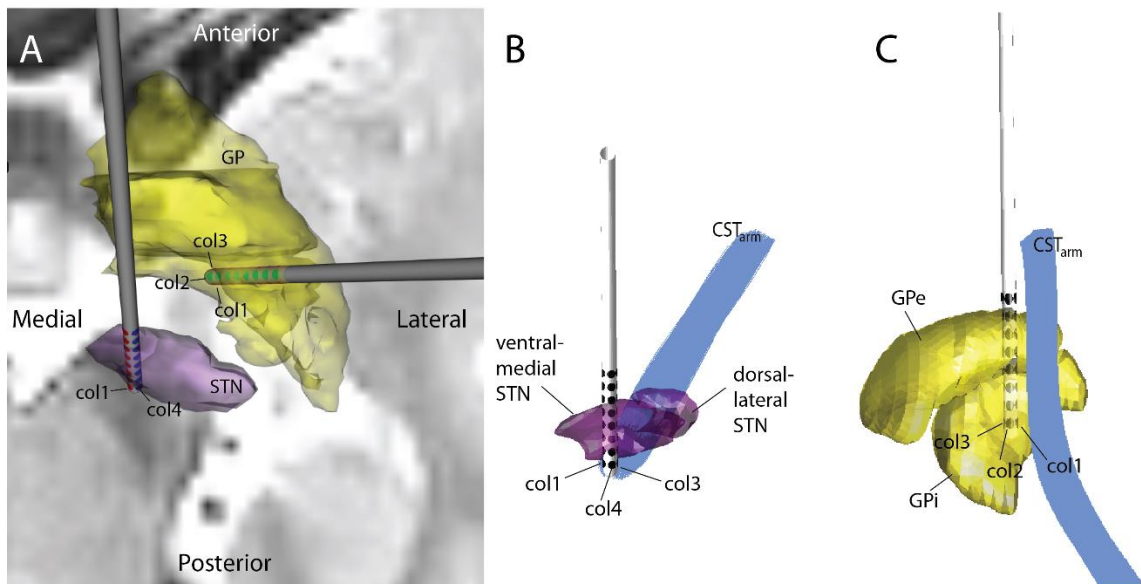 A
Anterior
GP
col3
col2
col1
Medial
Lateral
STN
col1
col4
Posterior
B
CSTarm
ventral-
medial
STN
dorsal-
lateral
STN
col1
col3
col4
C
CSTarm
GPe
col3
col2
col1
GPi